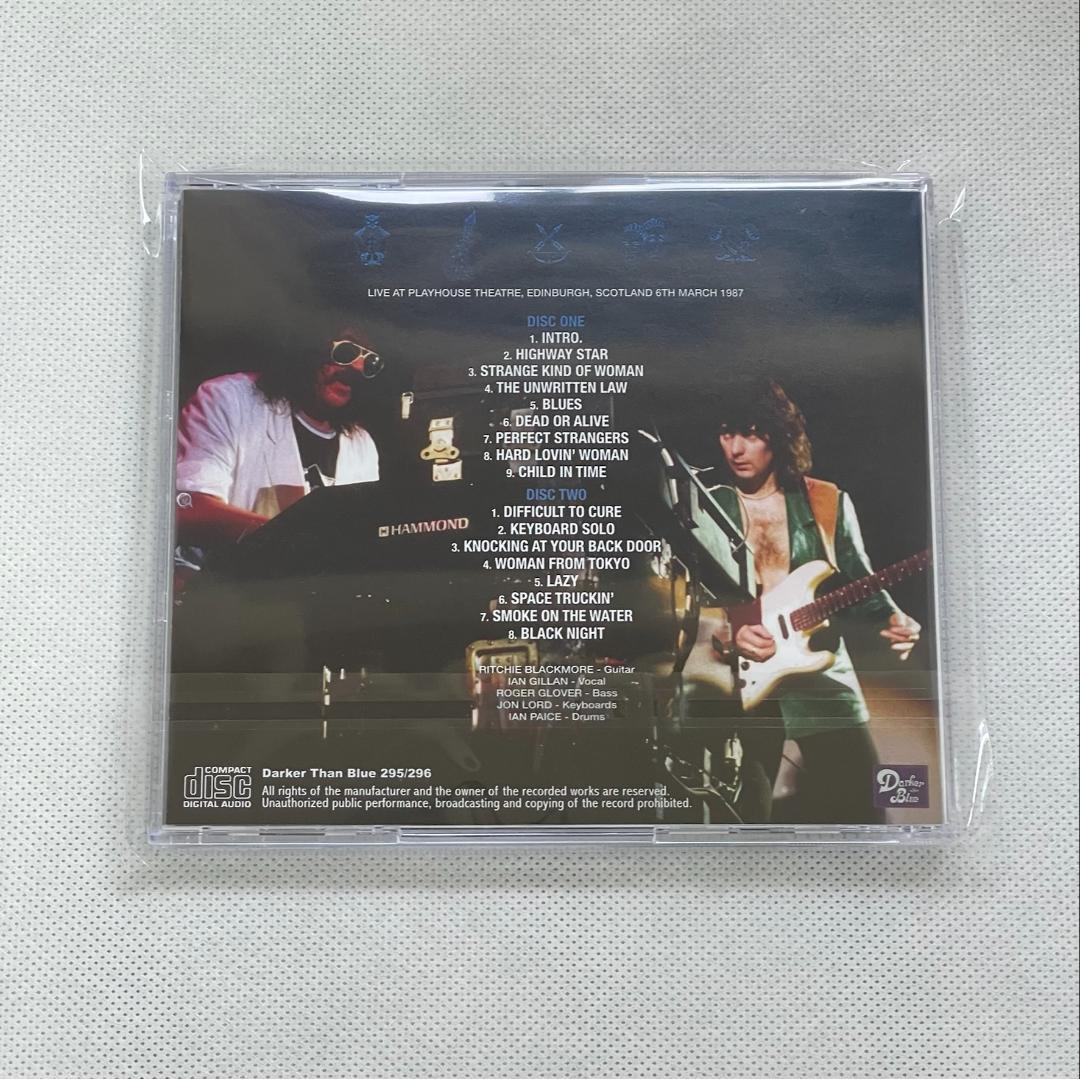 LIVE AT PLAYHOUSE THEATRE, EDINBURGH, SCOTLAND 6TH MARCH 1987
DISC ONE
1. INTRO.
2. HIGHWAY STAR
3. STRANGE KIND OF WOMAN
4. THE UNWRITTEN LAW
5. BLUES
6. DEAD OR ALIVE
7. PERFECT STRANGERS
8. HARD LOVIN' WOMAN
9. CHILD IN TIME
DISC TWO
1. DIFFICULT TO CURE
2. KEYBOARD SOLO
3. KNOCKING AT YOUR BACK DOOR
4. WOMAN FROM TOKYO
5. LAZY
6. SPACE TRUCKIN'
7. SMOKE ON THE WATER
8. BLACK NIGHT
HAMMOND
RITCHIE BLACKMORE - Guitar
IAN GILLAN - Vocal
ROGER GLOVER - Bass
JON LORD - Keyboards
IAN PAICE - Drums
COMPACT
disc
DIGITAL AUDIO
Darker Than Blue 295/296
All rights of the manufacturer and the owner of the recorded works are reserved.
Unauthorized public performance, broadcasting and copying of the record prohibited.
Darker
Blue